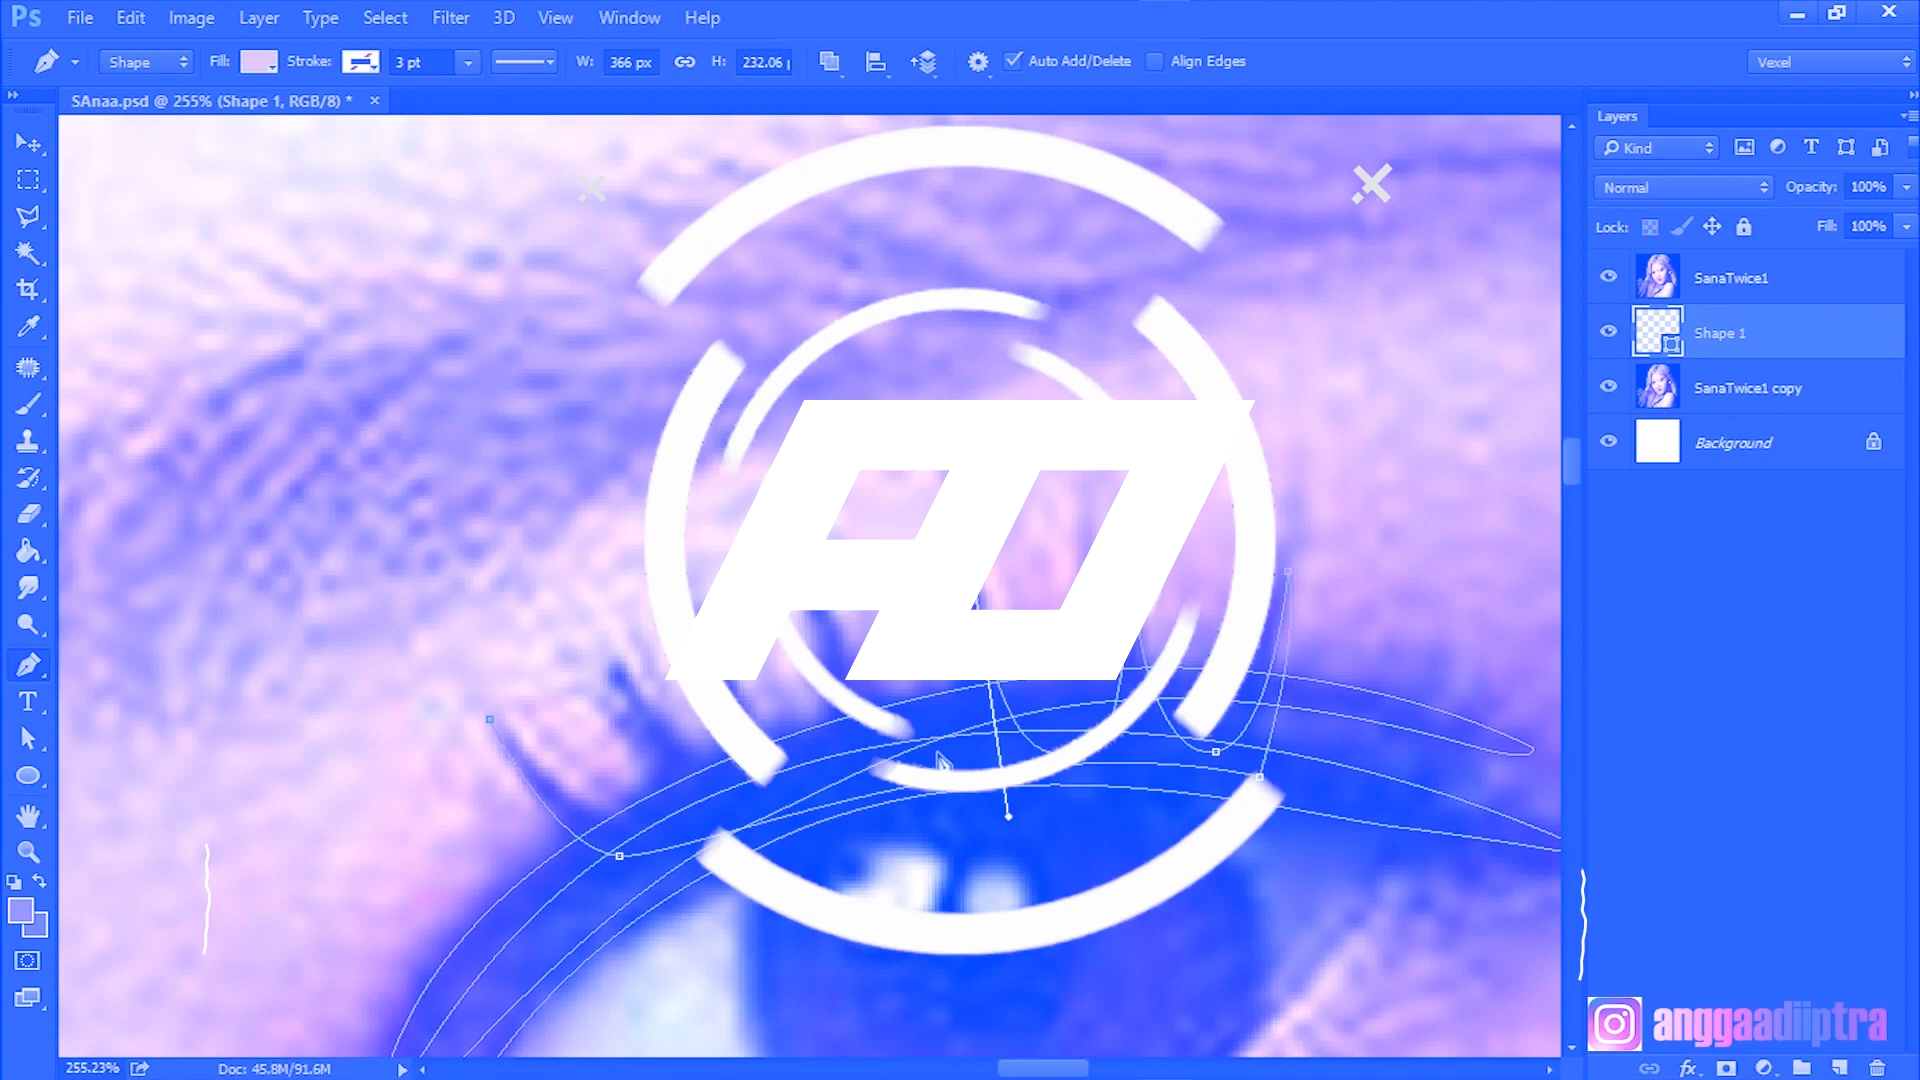 Ps File Edit Image Layer Type Select Filter 3D View Window Help
Shape Fill: Stroke: 3 pt W: 366 px H: 232.06 Auto Add/Delete Align Edges Vexel
SAnaa.psd @ 255% (Shape 1, RGB/8) * ×
Layers
Kind
Normal Opacity: 100%
Lock: Fill: 100%
SanaTwice1
Shape 1
SanaTwice1 copy
Background
anggaadiiptra
255.23% Doc: 45.8M/91.6M
fx